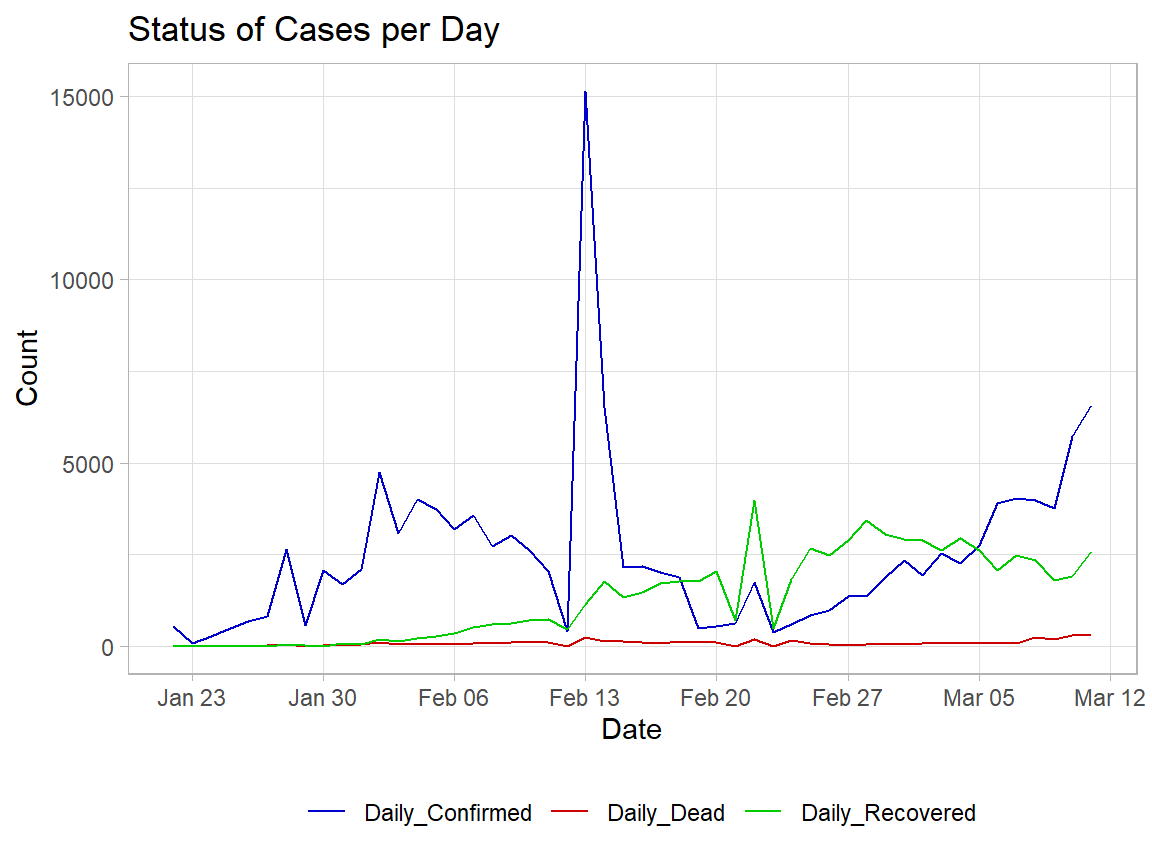 Status of Cases per Day
15000
10000
5000
0
Count
Jan 23 Jan 30 Feb 06 Feb 13 Feb 20 Feb 27 Mar 05 Mar 12
Date
Daily_Confirmed Daily_Dead Daily_Recovered